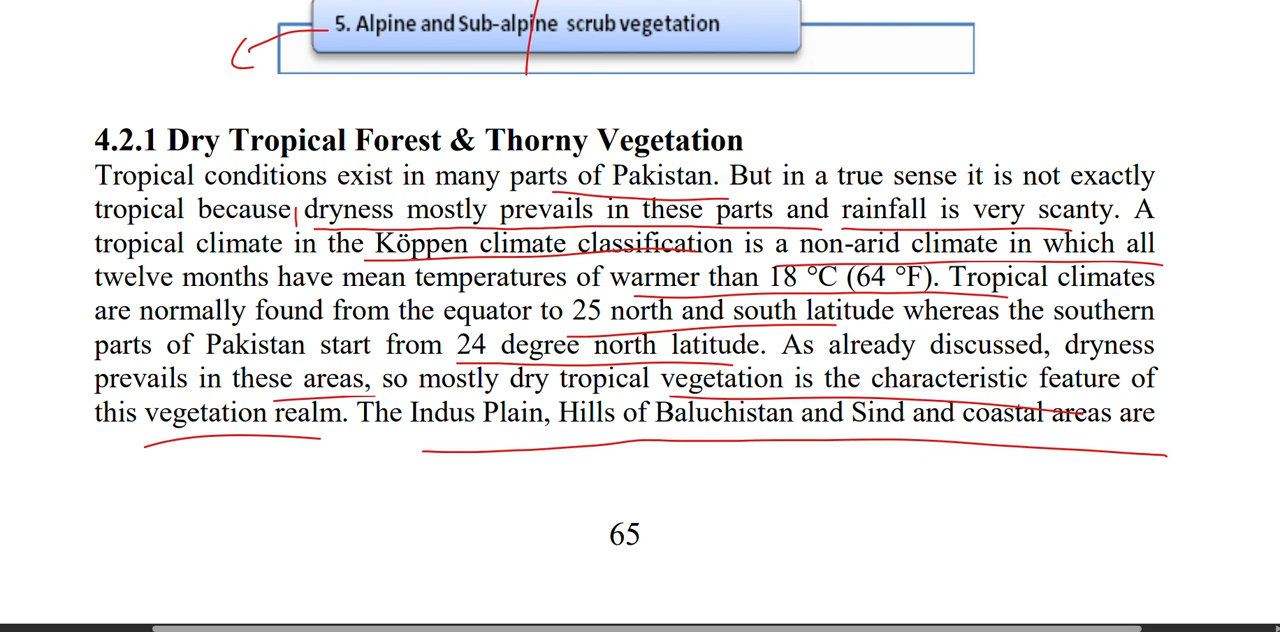 5. Alpine and Sub-alpine scrub vegetation
4.2.1 Dry Tropical Forest & Thorny Vegetation
Tropical conditions exist in many parts of Pakistan. But in a true sense it is not exactly
tropical because dryness mostly prevails in these parts and rainfall is very scanty. A
tropical climate in the Köppen climate classification is a non-arid climate in which all
twelve months have mean temperatures of warmer than 18 °C (64 °F). Tropical climates
are normally found from the equator to 25 north and south latitude whereas the southern
parts of Pakistan start from 24 degree north latitude. As already discussed, dryness
prevails in these areas, so mostly dry tropical vegetation is the characteristic feature of
this vegetation realm. The Indus Plain, Hills of Baluchistan and Sind and coastal areas are
65